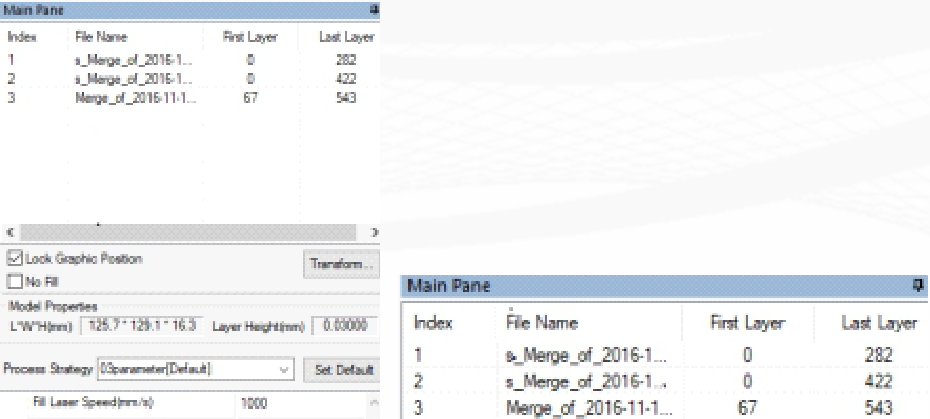 Main Pane
Index File Name First Layer Last Layer
1 s_Merge_of_2016-1... 0 282
2 s_Merge_of_2016-1... 0 422
3 Merge_of_2016-11-1... 67 543
Lock Graphic Position
Transform...
No Fill
Model Properties
L*W*H(mm) 125.7 * 129.1 * 16.3 Layer Height(mm) 0.03000
Process Strategy 03parameter[Default] Set Default
Fill Laser Speed(mm/s) 1000
Main Pane
Index File Name First Layer Last Layer
1 s_Merge_of_2016-1... 0 282
2 s_Merge_of_2016-1... 0 422
3 Merge_of_2016-11-1... 67 543